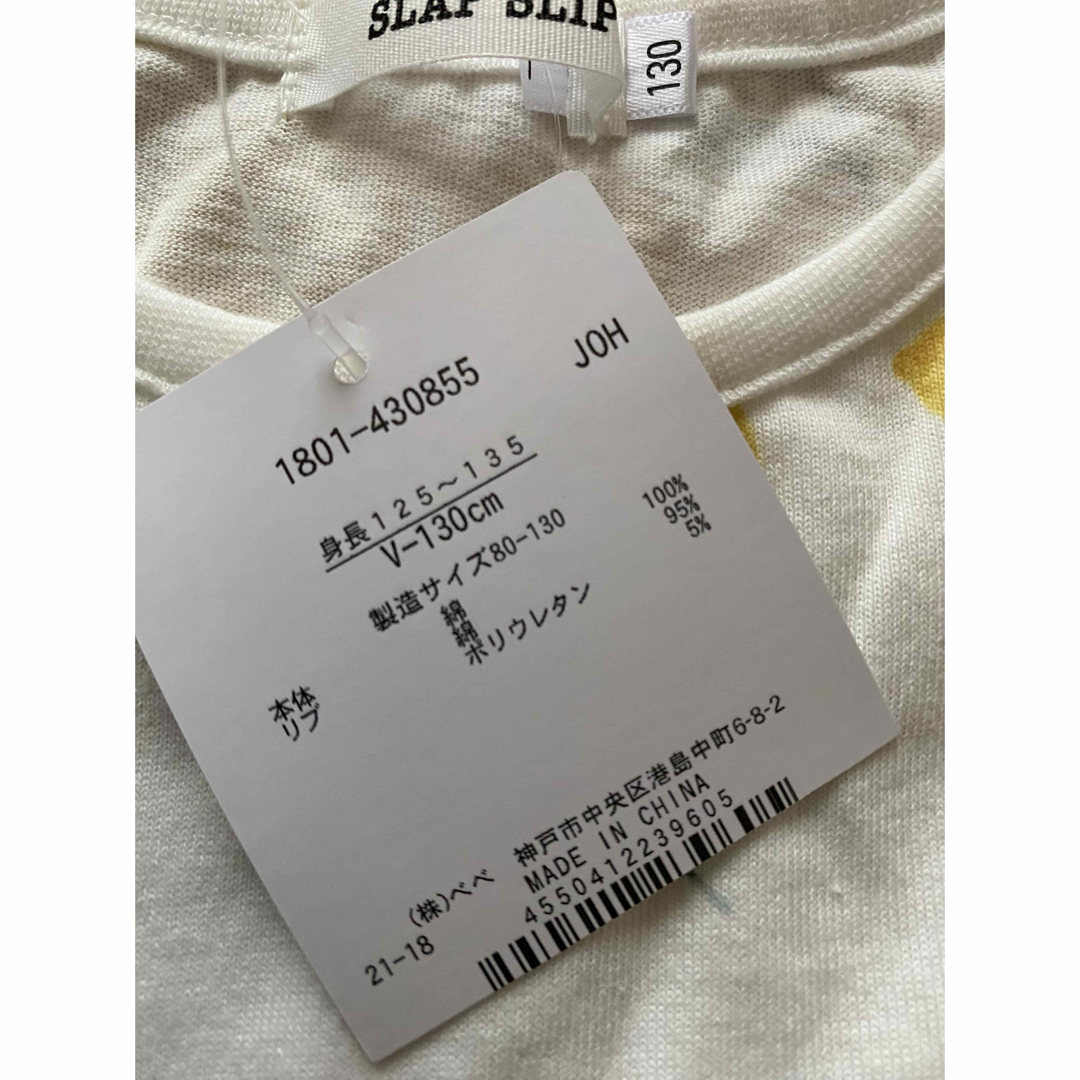 SLAP SLIP
130
1801-430855 JOH
身長125〜135
V-130cm
製造サイズ80-130
本体 綿 100%
リブ 綿 95%
ポリウレタン 5%
(株)べべ 神戸市中央区港島中町6-8-2
MADE IN CHINA
21-18 4550412239605